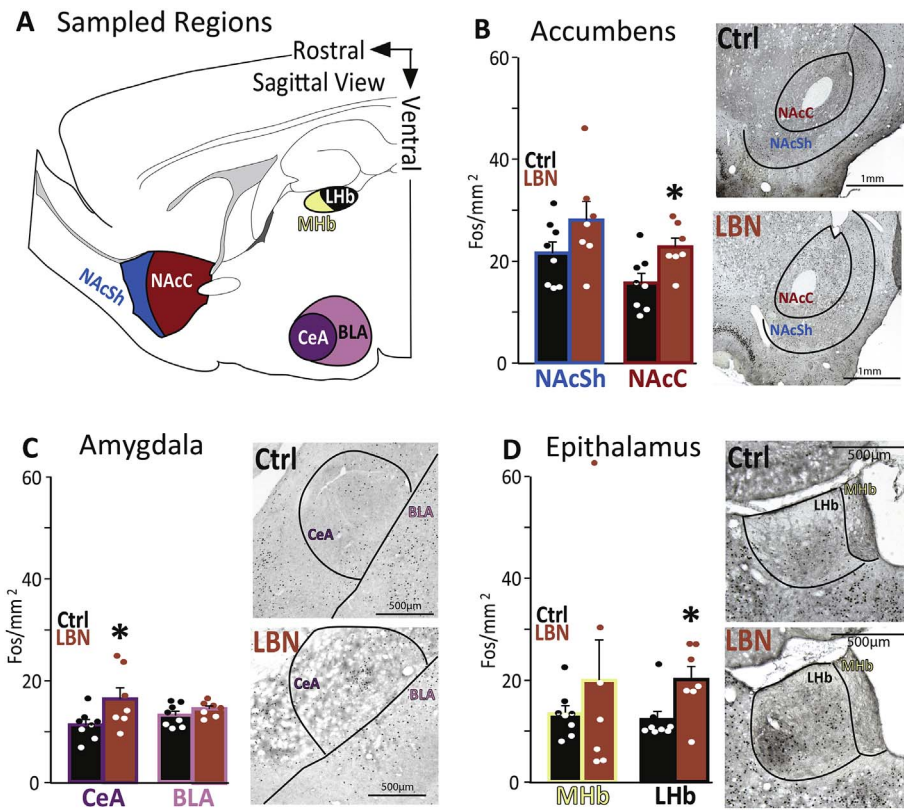 A Sampled Regions
Rostral
Sagittal View
Ventral
LHb
MHb
NAcSh
NAcC
CeA
BLA
B Accumbens
60
40
20
0
Fos/mm²
Ctrl
LBN
*
NAcSh
NAcC
Ctrl
NAcC
NAcSh
1mm
LBN
NAcC
NAcSh
1mm
C Amygdala
60
40
20
0
Fos/mm²
Ctrl
LBN
*
CeA
BLA
Ctrl
BLA
CeA
500µm
LBN
CeA
BLA
500µm
D Epithalamus
60
40
20
0
Fos/mm²
Ctrl
LBN
*
MHb
LHb
Ctrl
500µm
MHb
LHb
LBN
500µm
MHb
LHb